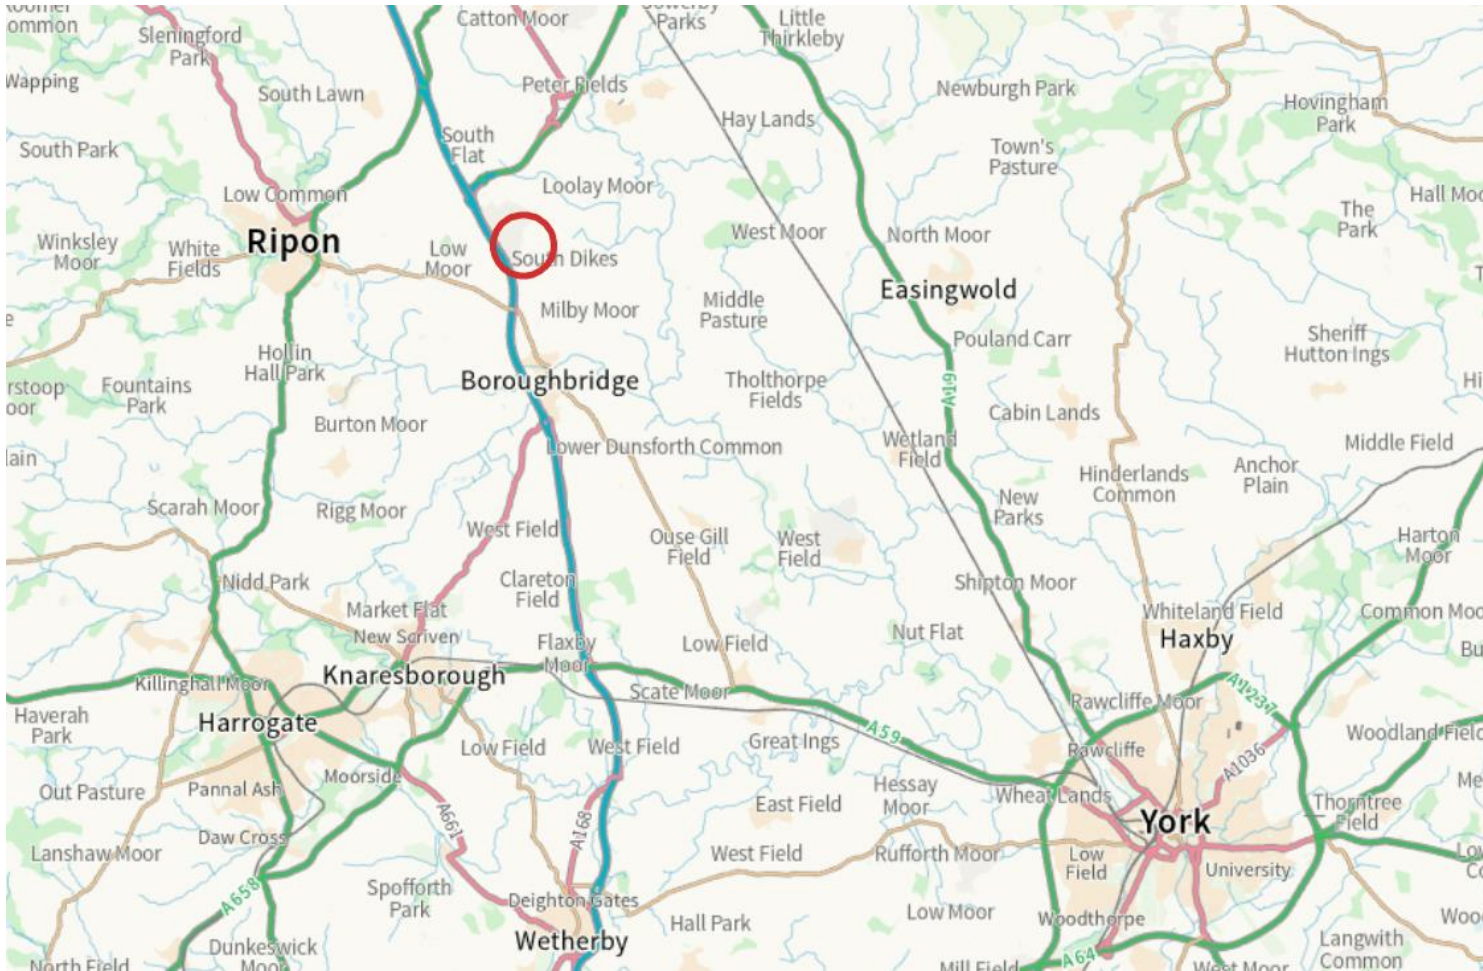 Common
Catton Moor
Parks
Little
Thirkleby
Sleningford
Park
Wapping
South Lawn
Peter Fields
Newburgh Park
Hovingham
Park
Hay Lands
South Park
South
Flat
Town's
Pasture
Low Common
Loolay Moor
Hall Moo
The
Park
Winksley
Moor
White
Fields
Ripon
Low
Moor
South Dikes
West Moor
North Moor
Milby Moor
Middle
Pasture
Easingwold
Pouland Carr
Sheriff
Hutton Ings
Hollin
Hall Park
rstoop
oor
Fountains
Park
Boroughbridge
Tholthorpe
Fields
A19
Cabin Lands
Burton Moor
Lower Dunsforth Common
Wetland
Field
Middle Field
lain
Hinderlands
Common
Anchor
Plain
Scarah Moor
Rigg Moor
West Field
New
Parks
Ouse Gill
Field
West
Field
Harton
Moor
Nidd Park
Clareton
Field
Shipton Moor
Market Flat
New Scriven
Whiteland Field
Common Moo
Haxby
Flaxby
Moor
Low Field
Nut Flat
Killinghall Moor
Knaresborough
Scate Moor
Rawcliffe Moor
A1237
Haverah
Park
Harrogate
A59
Low Field
West Field
Great Ings
Rawcliffe
A1036
Woodland Field
Out Pasture
Pannal Ash
Moorside
East Field
Hessay
Moor
Wheat Lands
Thorntree
Field
A661
A168
York
Daw Cross
Lanshaw Moor
West Field
Rufforth Moor
Low
Field
University
A658
Spofforth
Park
Deighton Gates
Hall Park
Low Moor
Woodthorpe
Wetherby
Dunkeswick
Moor
A64
Langwith
Common
North Field
Mill Field
West Moor